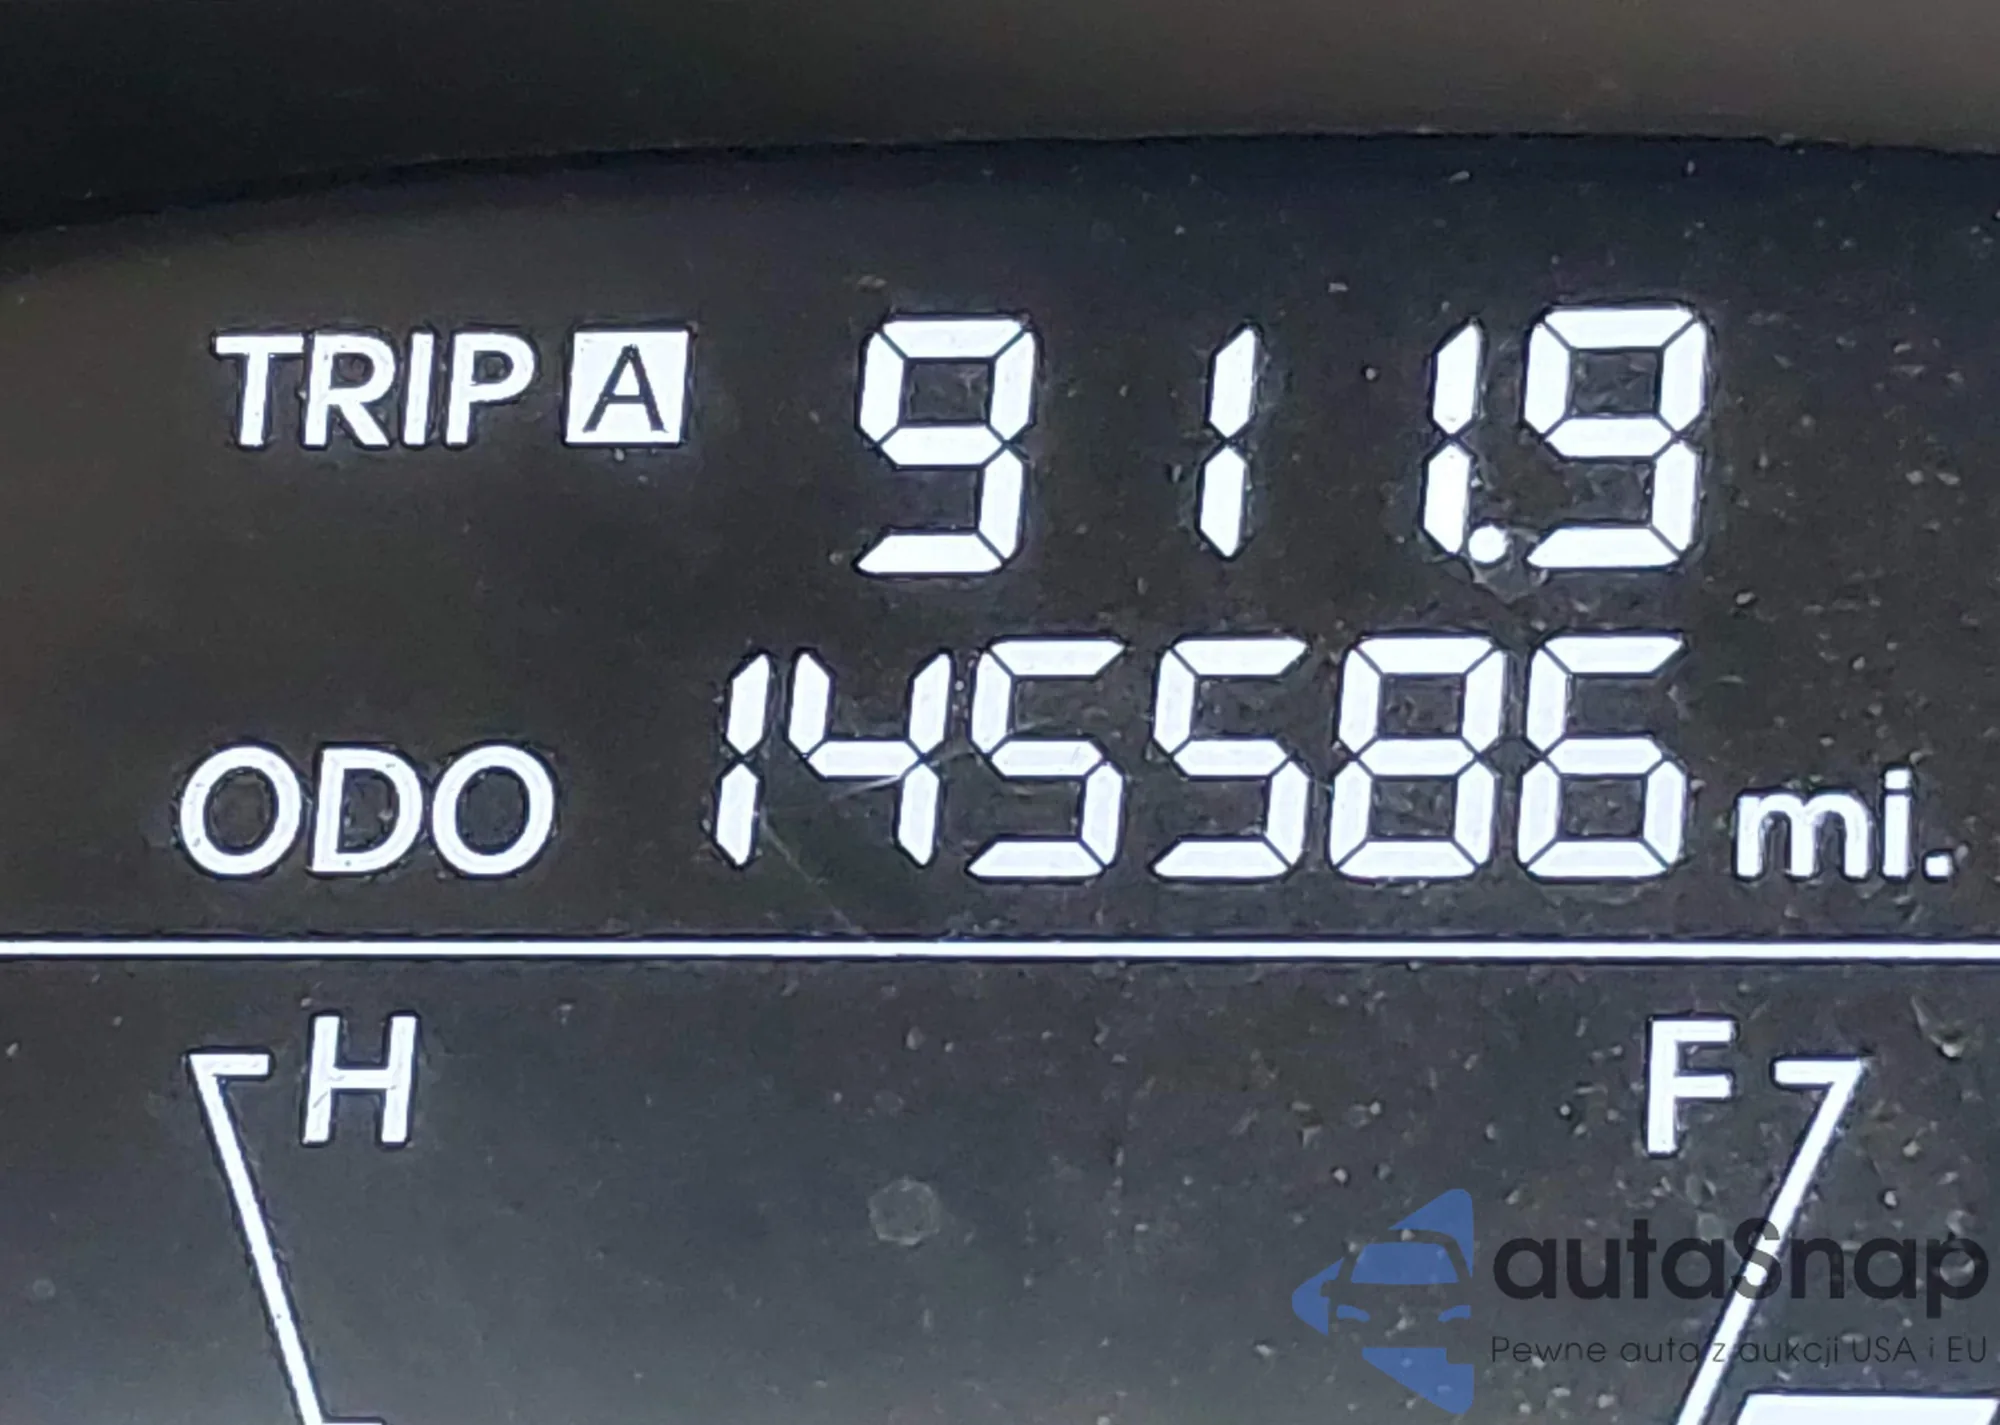 TRIP A 911.9
ODO 145586 mi.
H F
autaSnap
Pewne auta z aukcji USA i EU